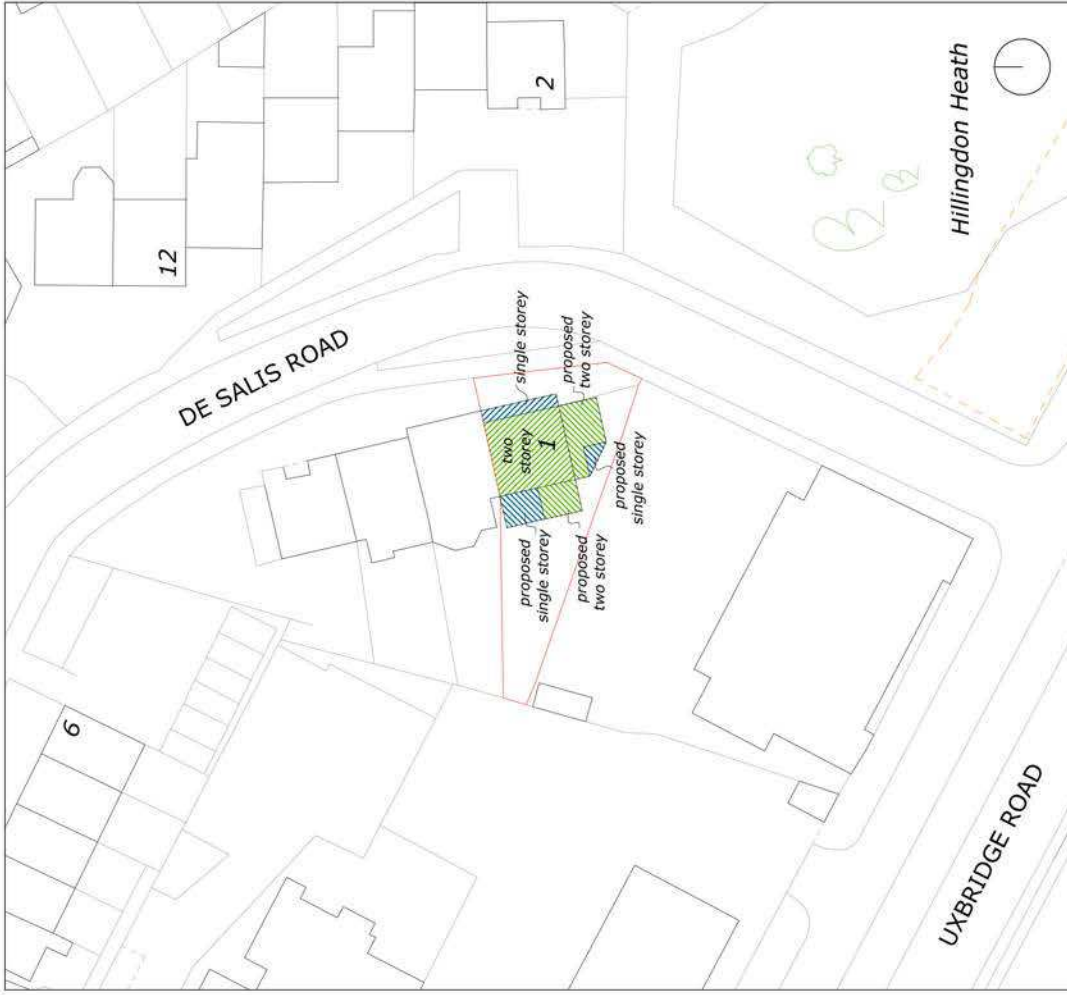 2
12
Hillingdon Heath
DE SALIS ROAD
single storey
proposed
two storey
two
storey
1
proposed
single storey
proposed
single storey
proposed
two storey
6
UXBRIDGE ROAD